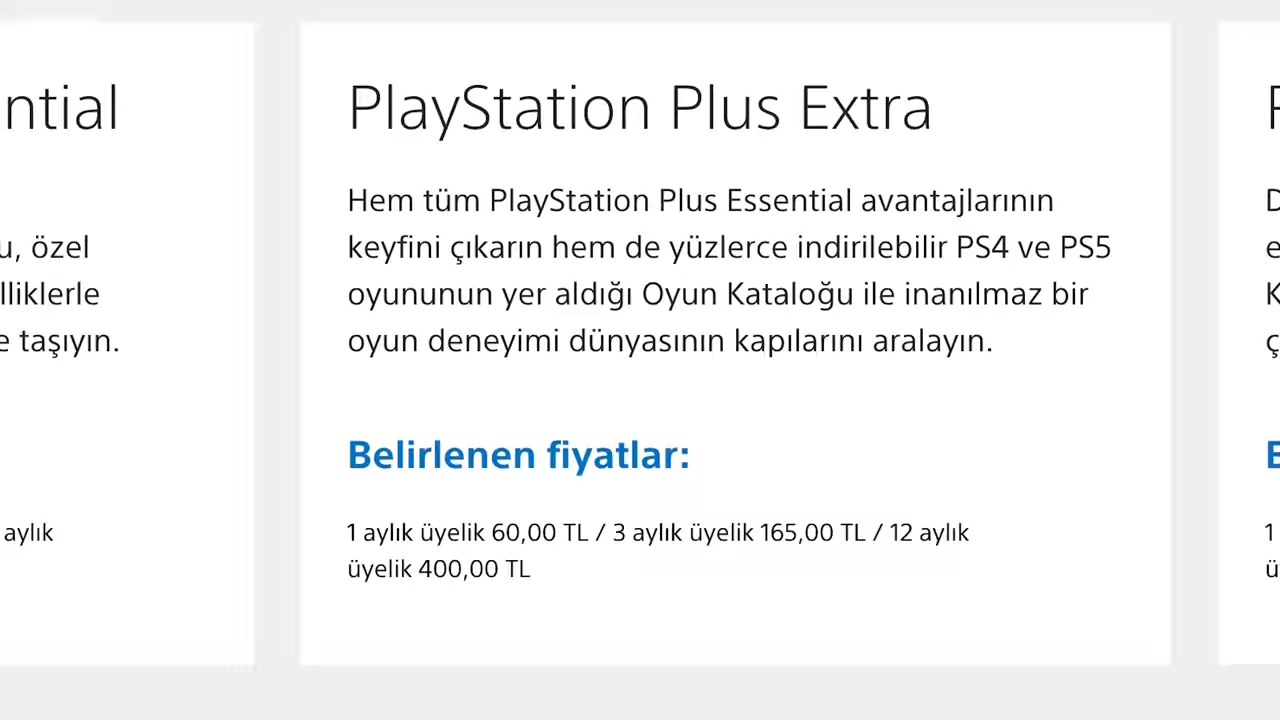 ntial
u, özel
lliklerle
e taşıyın.
aylık
PlayStation Plus Extra
Hem tüm PlayStation Plus Essential avantajlarının
keyfini çıkarın hem de yüzlerce indirilebilir PS4 ve PS5
oyununun yer aldığı Oyun Kataloğu ile inanılmaz bir
oyun deneyimi dünyasının kapılarını aralayın.
Belirlenen fiyatlar:
1 aylık üyelik 60,00 TL / 3 aylık üyelik 165,00 TL / 12 aylık
üyelik 400,00 TL